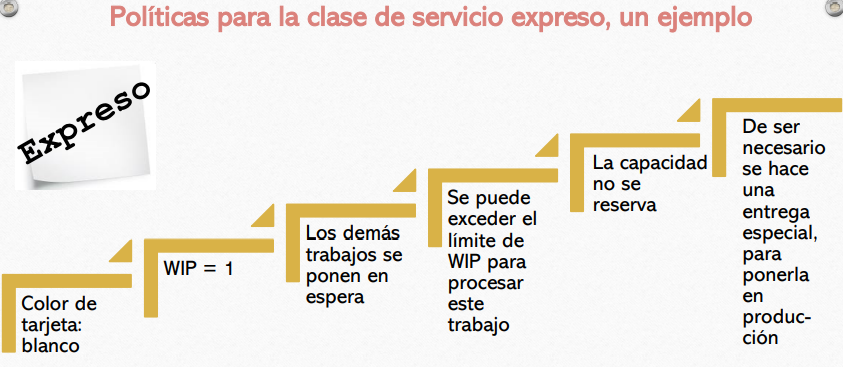 Políticas para la clase de servicio expreso, un ejemplo
Expreso
Color de
tarjeta:
blanco
WIP = 1
Los demás
trabajos se
ponen en
espera
Se puede
exceder el
límite de
WIP para
procesar
este
trabajo
La capacidad
no se
reserva
De ser
necesario
se hace
una
entrega
especial,
para
ponerla
en
produc-
ción